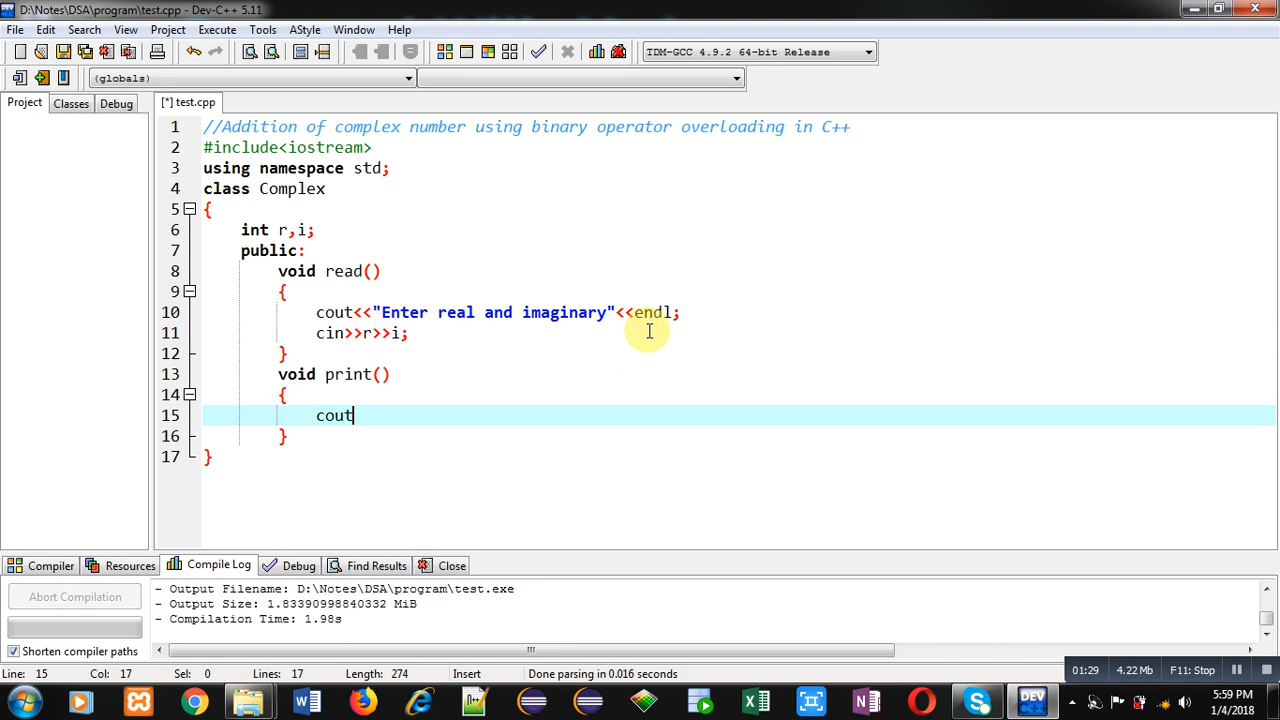 D:\Notes\DSA\program\test.cpp - Dev-C++ 5.11
File Edit Search View Project Execute Tools AStyle Window Help
TDM-GCC 4.9.2 64-bit Release
(globals)
Project Classes Debug [*] test.cpp
1 //Addition of complex number using binary operator overloading in C++
2 #include<iostream>
3 using namespace std;
4 class Complex
5 {
6 int r,i;
7 public:
8 void read()
9 {
10 cout<<"Enter real and imaginary"<<endl;
11 cin>>r>>i;
12 }
13 void print()
14 {
15 cout
16 }
17 }
Compiler Resources Compile Log Debug Find Results Close
Abort Compilation
- Output Filename: D:\Notes\DSA\program\test.exe
- Output Size: 1.83390998840332 MiB
- Compilation Time: 1.98s
Shorten compiler paths
Line: 15 Col: 17 Sel: 0 Lines: 17 Length: 274 Insert Done parsing in 0.016 seconds
01:29 4.22 Mb F11: Stop
DEV
5:59 PM
1/4/2018